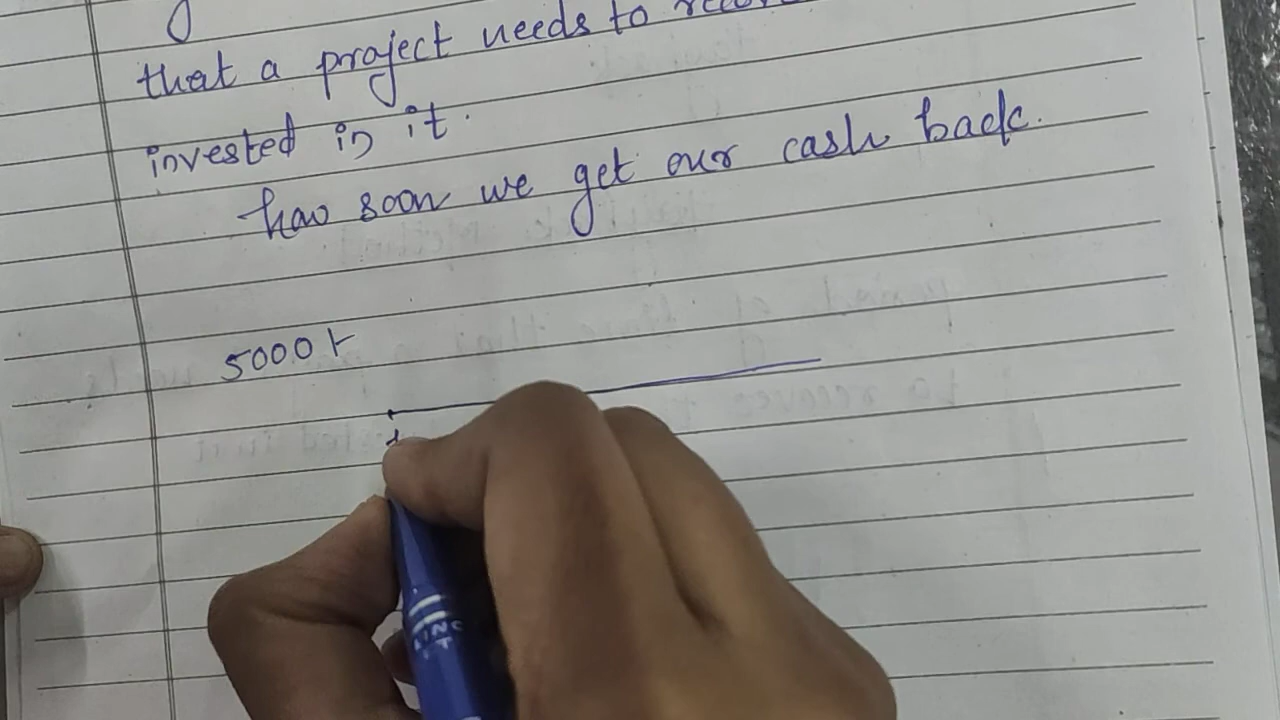 that a project needs to
invested in it.
how soon we get our cash back.
5000